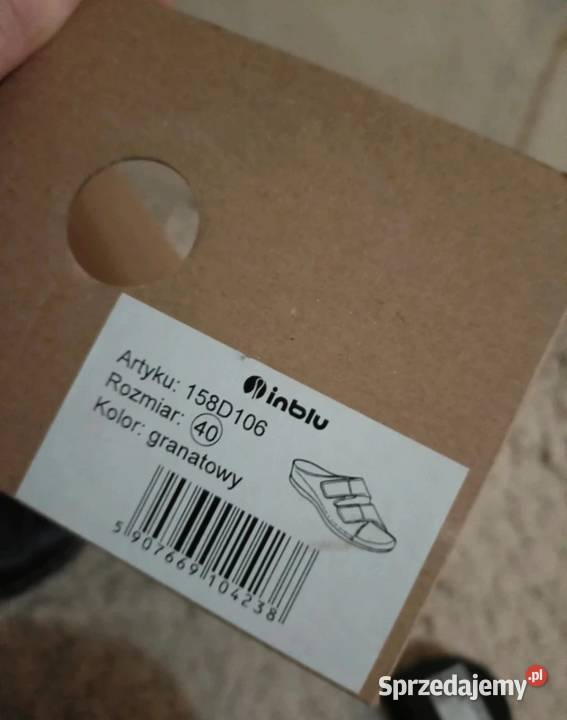 inblu
Artyku: 158D106
Rozmiar: 40
Kolor: granatowy
5 907669 104238
Sprzedajemy.pl